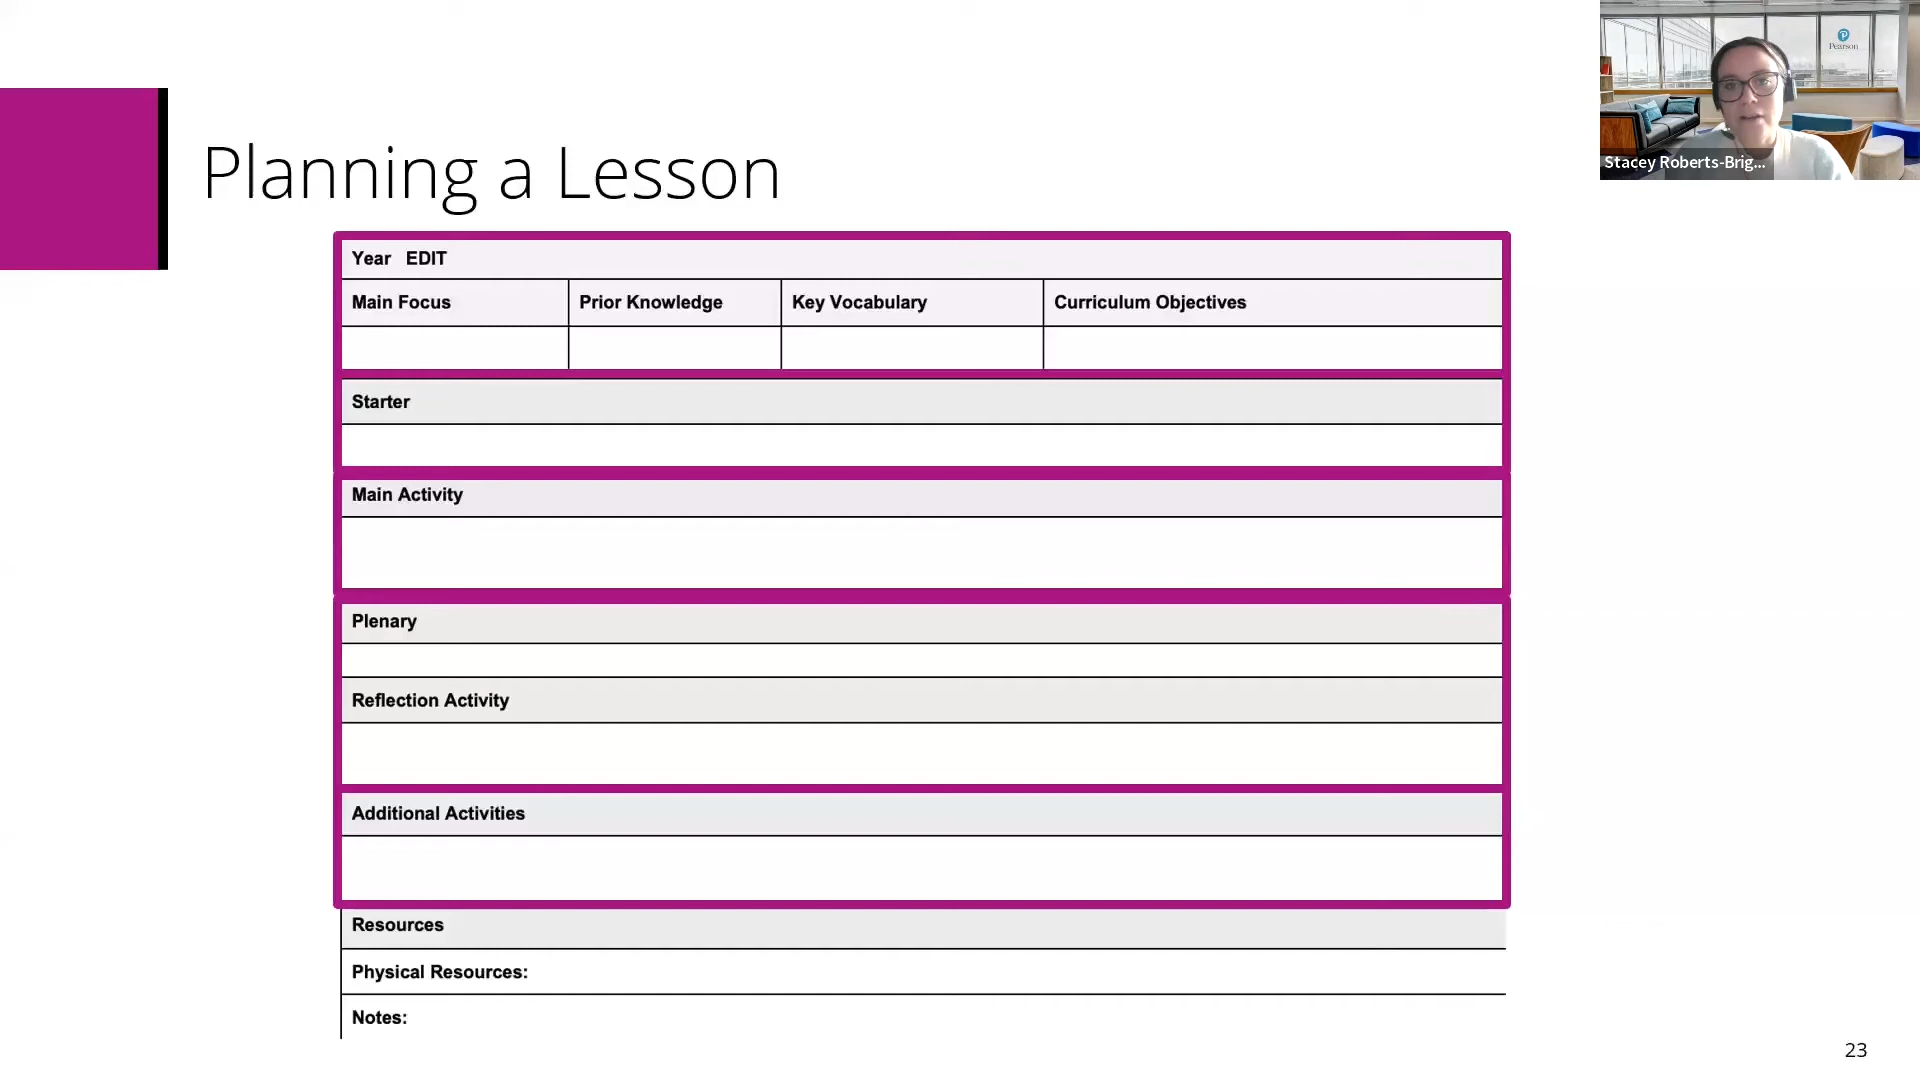 Pearson
Stacey Roberts-Brig...
Planning a Lesson
Year EDIT
Main Focus Prior Knowledge Key Vocabulary Curriculum Objectives
Starter
Main Activity
Plenary
Reflection Activity
Additional Activities
Resources
Physical Resources:
Notes:
23